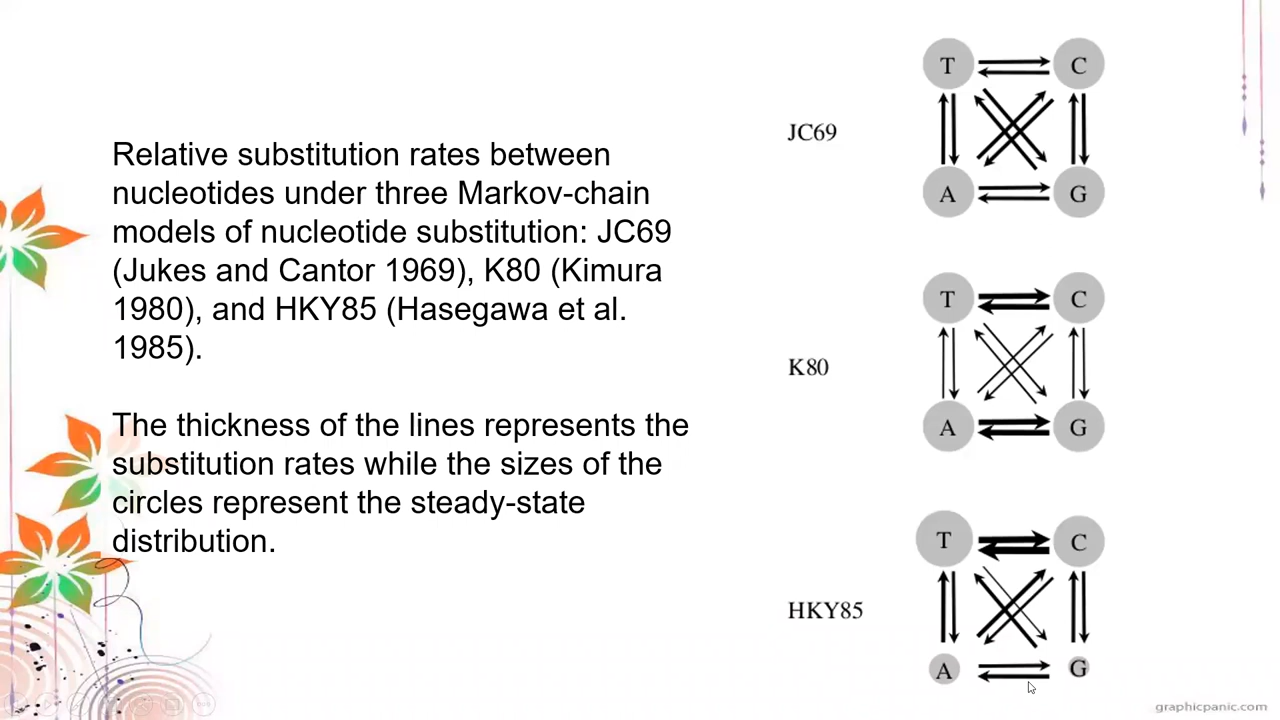 Relative substitution rates between
nucleotides under three Markov-chain
models of nucleotide substitution: JC69
(Jukes and Cantor 1969), K80 (Kimura
1980), and HKY85 (Hasegawa et al.
1985).
The thickness of the lines represents the
substitution rates while the sizes of the
circles represent the steady-state
distribution.
T C
JC69
A G
T C
K80
A G
T C
HKY85
A G
graphicpanic.com